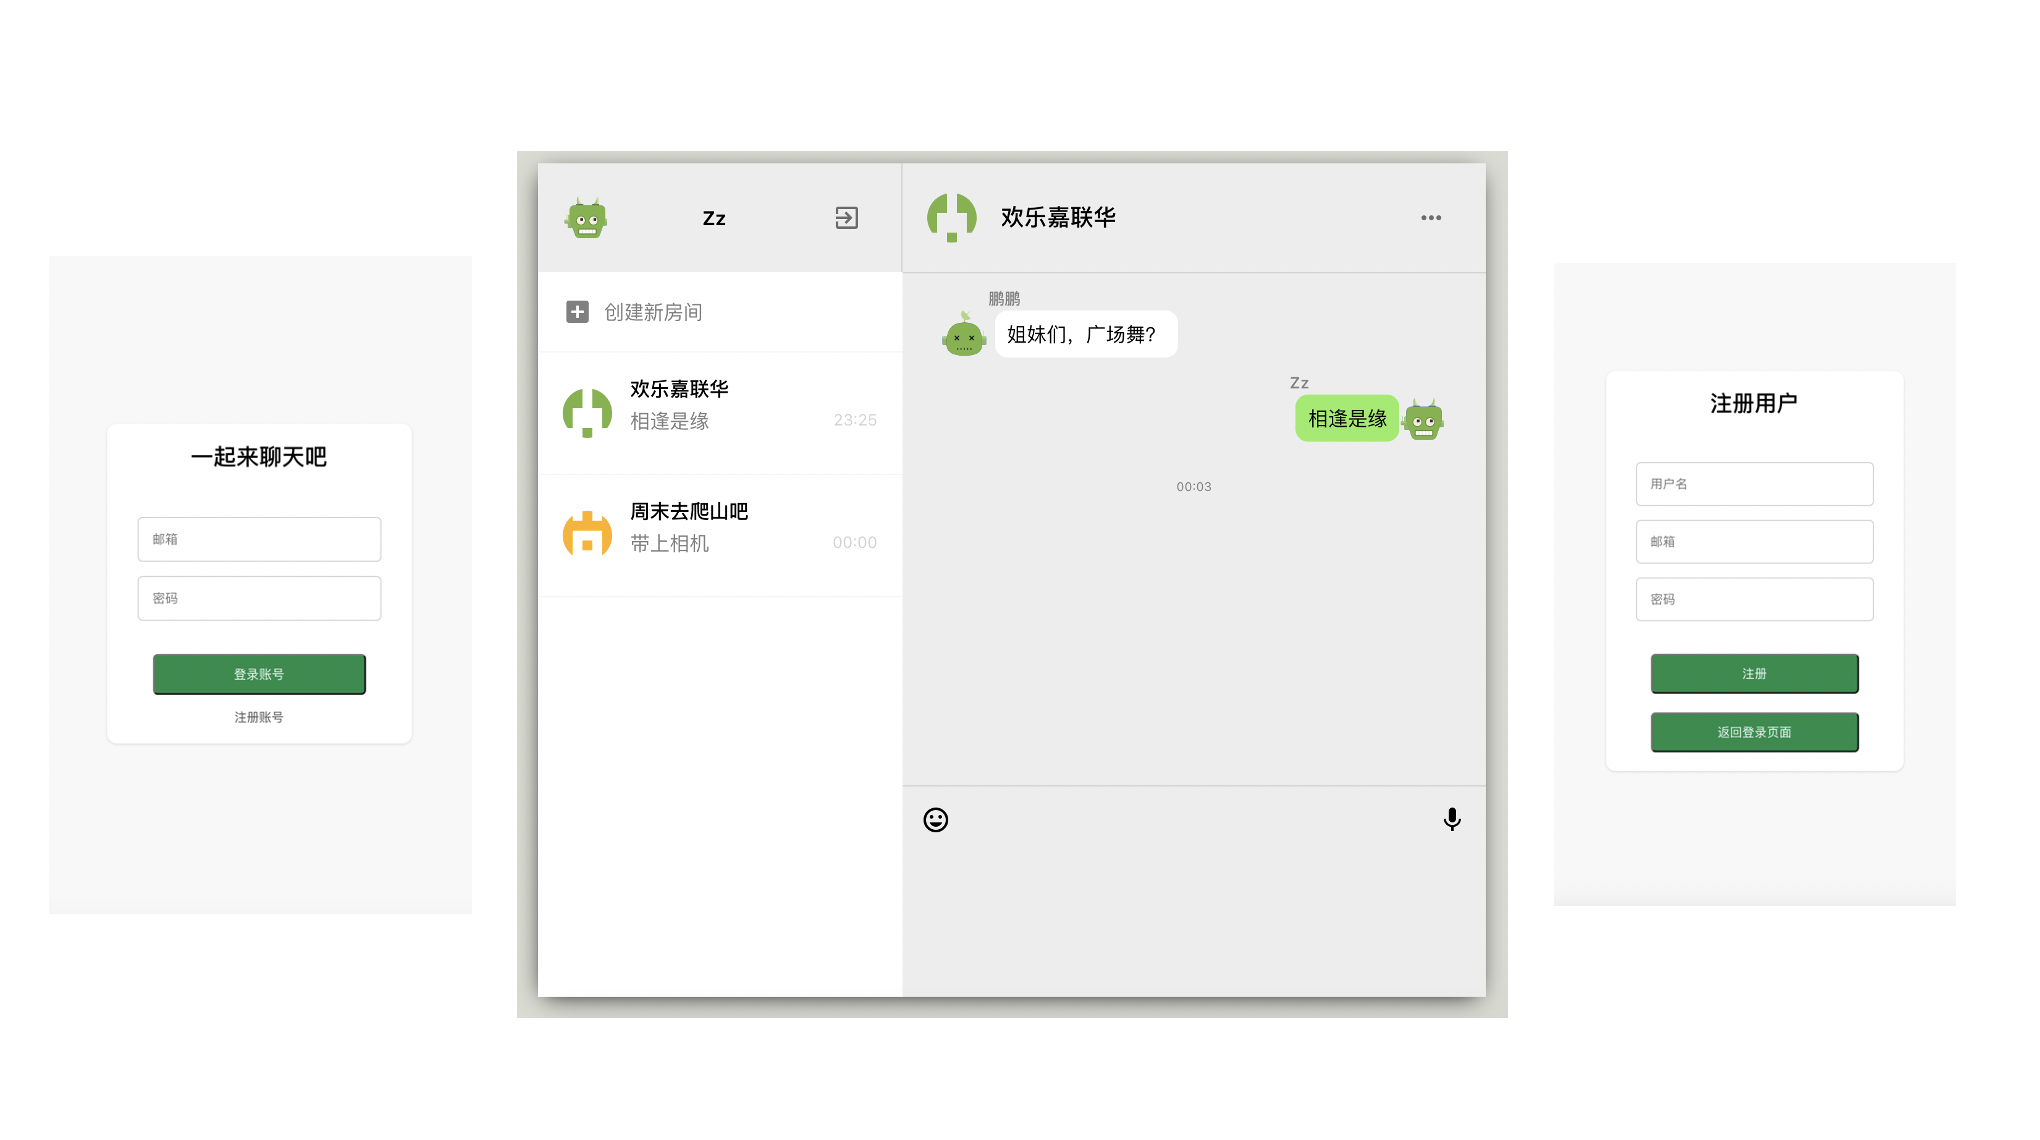 一起来聊天吧
邮箱
密码
登录账号
注册账号
Zz
创建新房间
欢乐嘉联华
相逢是缘
23:25
周末去爬山吧
带上相机
00:00
欢乐嘉联华
鹏鹏
姐妹们，广场舞?
Zz
相逢是缘
00:03
注册用户
用户名
邮箱
密码
注册
返回登录页面